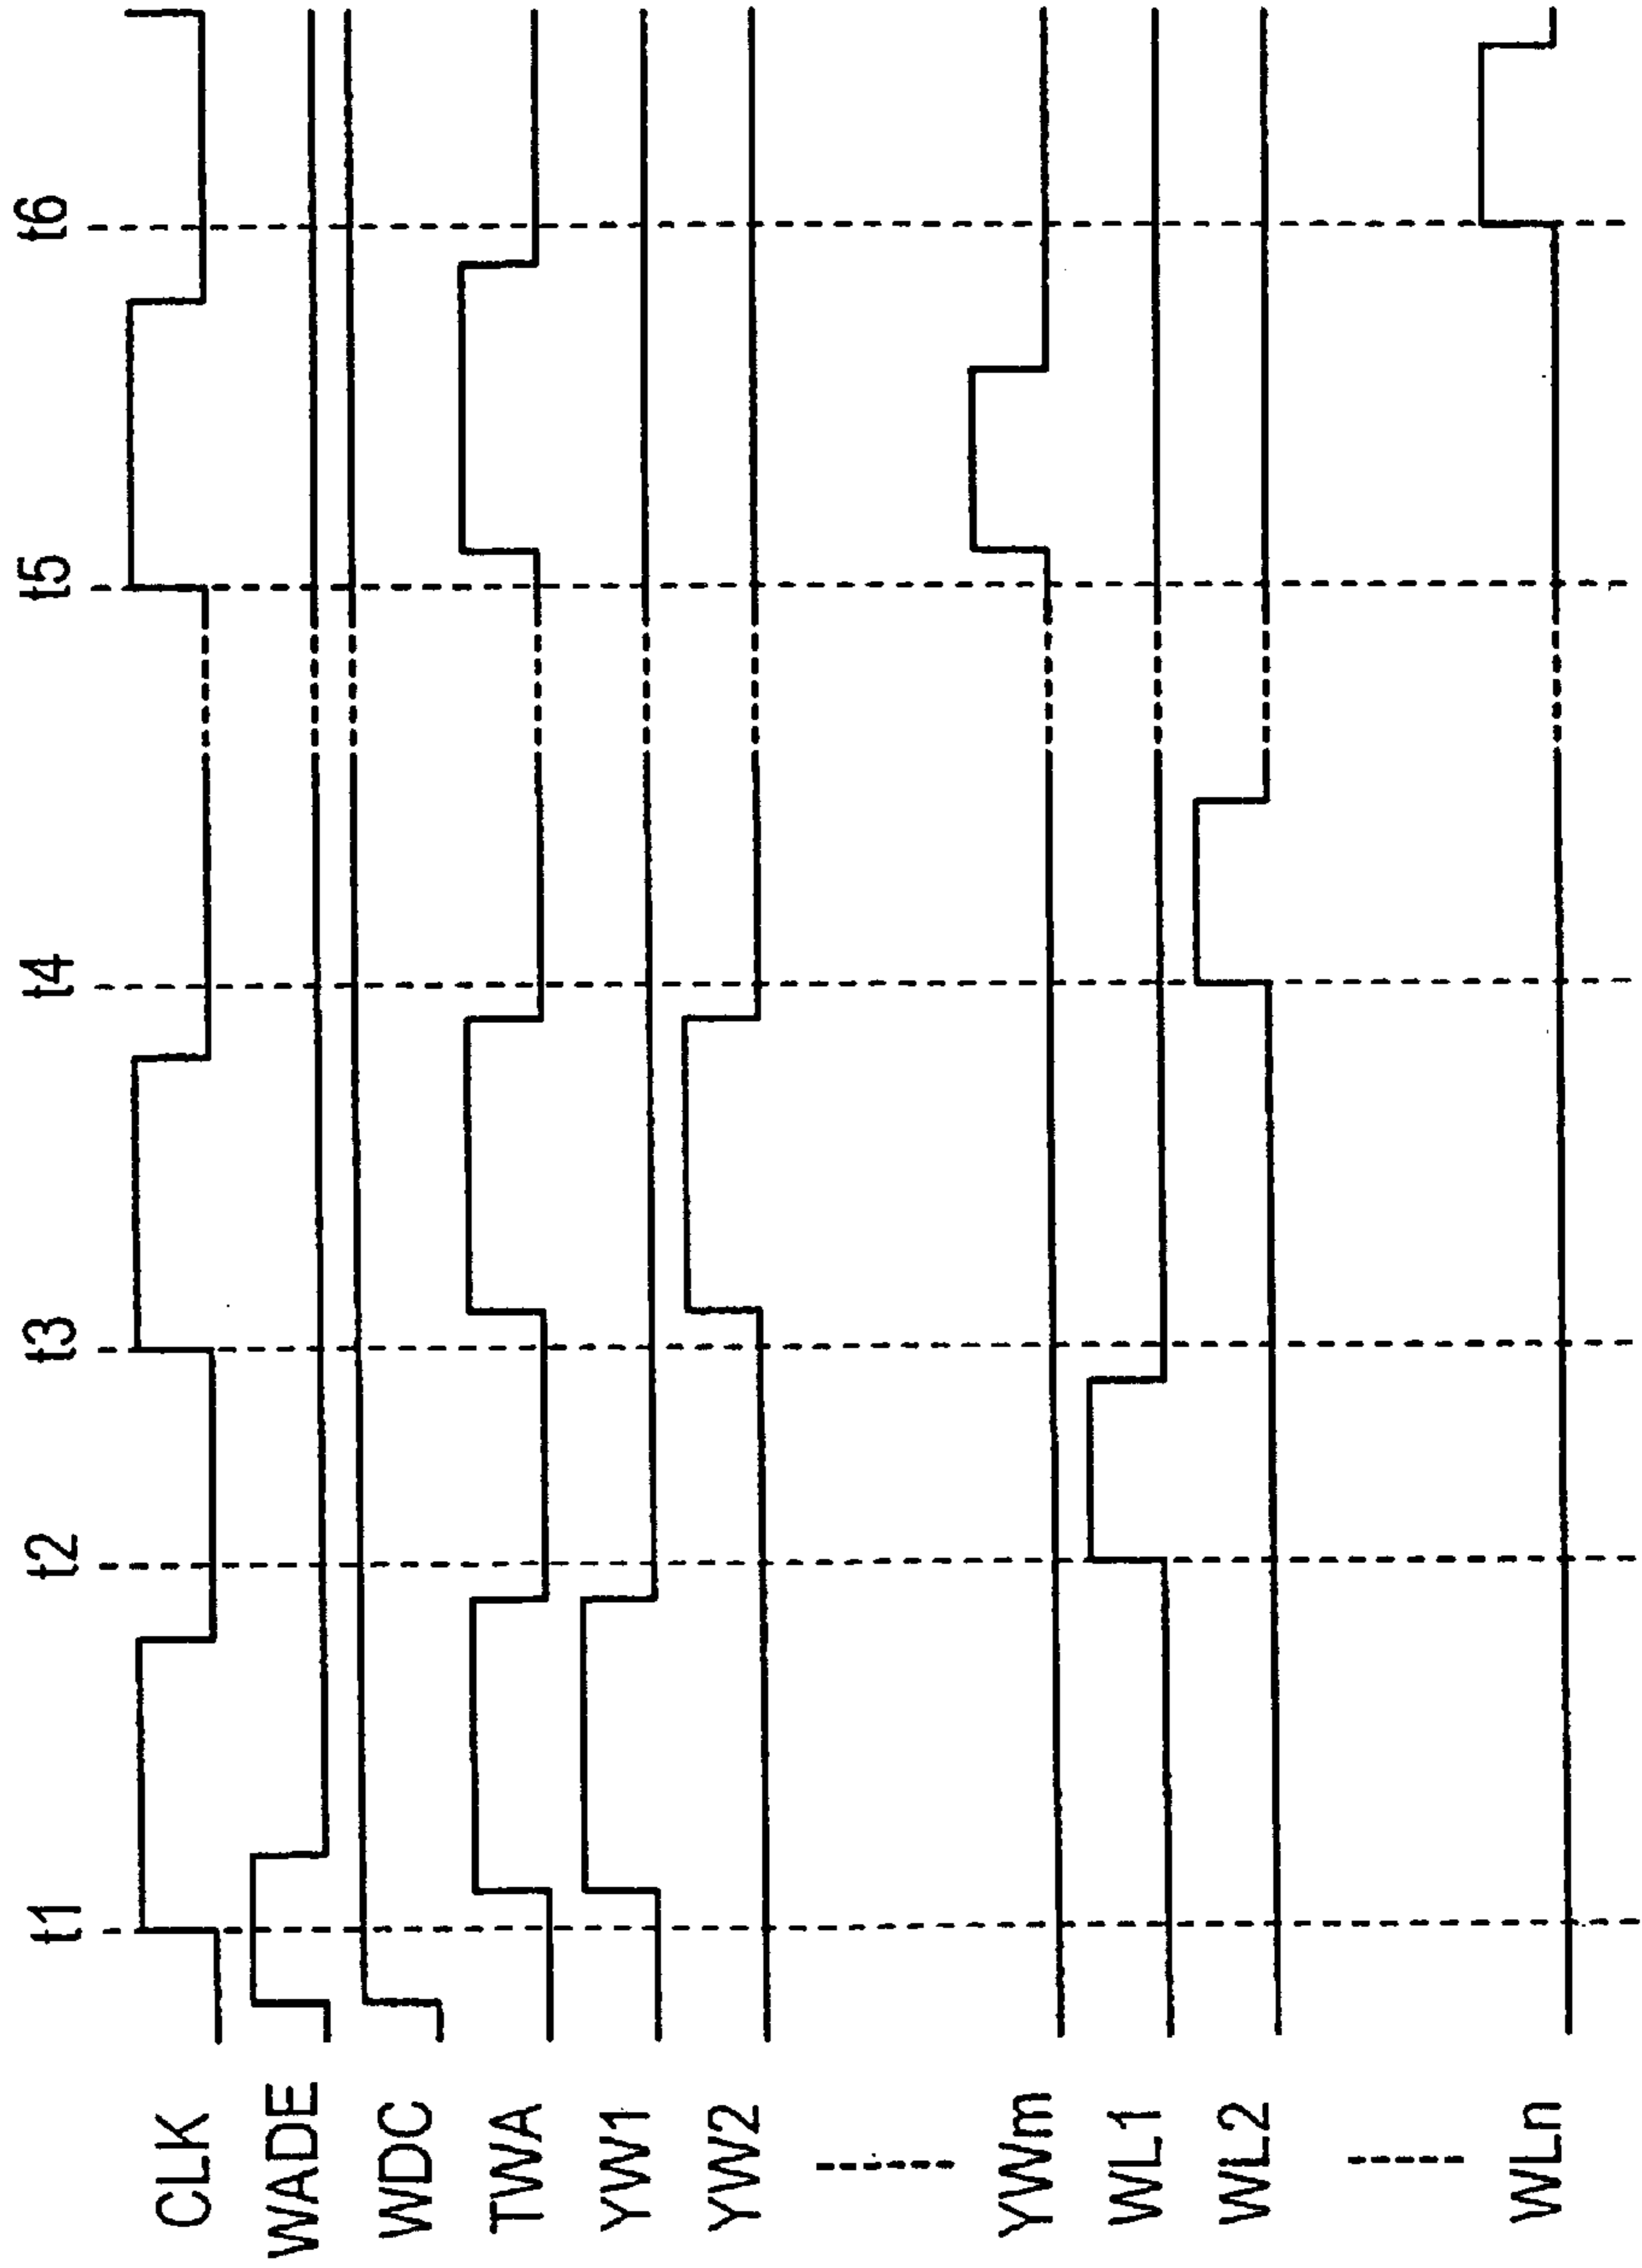 t1 t2 t3 t4 t5 t6
CLK
WADE
WDC
TWA
YW1
YW2
YWm
WL1
WL2
WLn